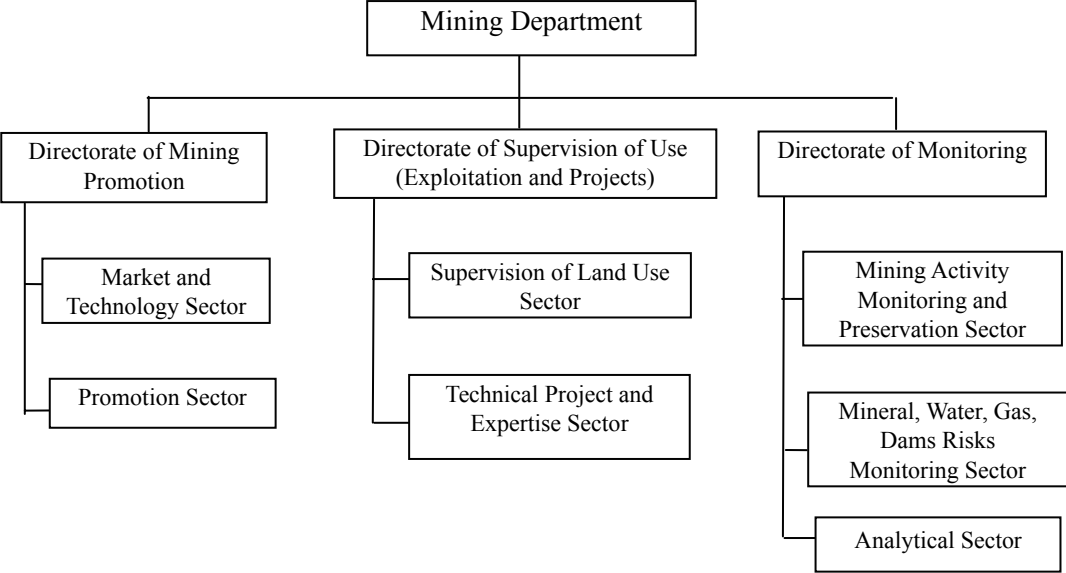 Mining Department
Directorate of Mining
Promotion
Market and
Technology Sector
Promotion Sector
Directorate of Supervision of Use
(Exploitation and Projects)
Supervision of Land Use
Sector
Technical Project and
Expertise Sector
Directorate of Monitoring
Mining Activity
Monitoring and
Preservation Sector
Mineral, Water, Gas,
Dams Risks
Monitoring Sector
Analytical Sector